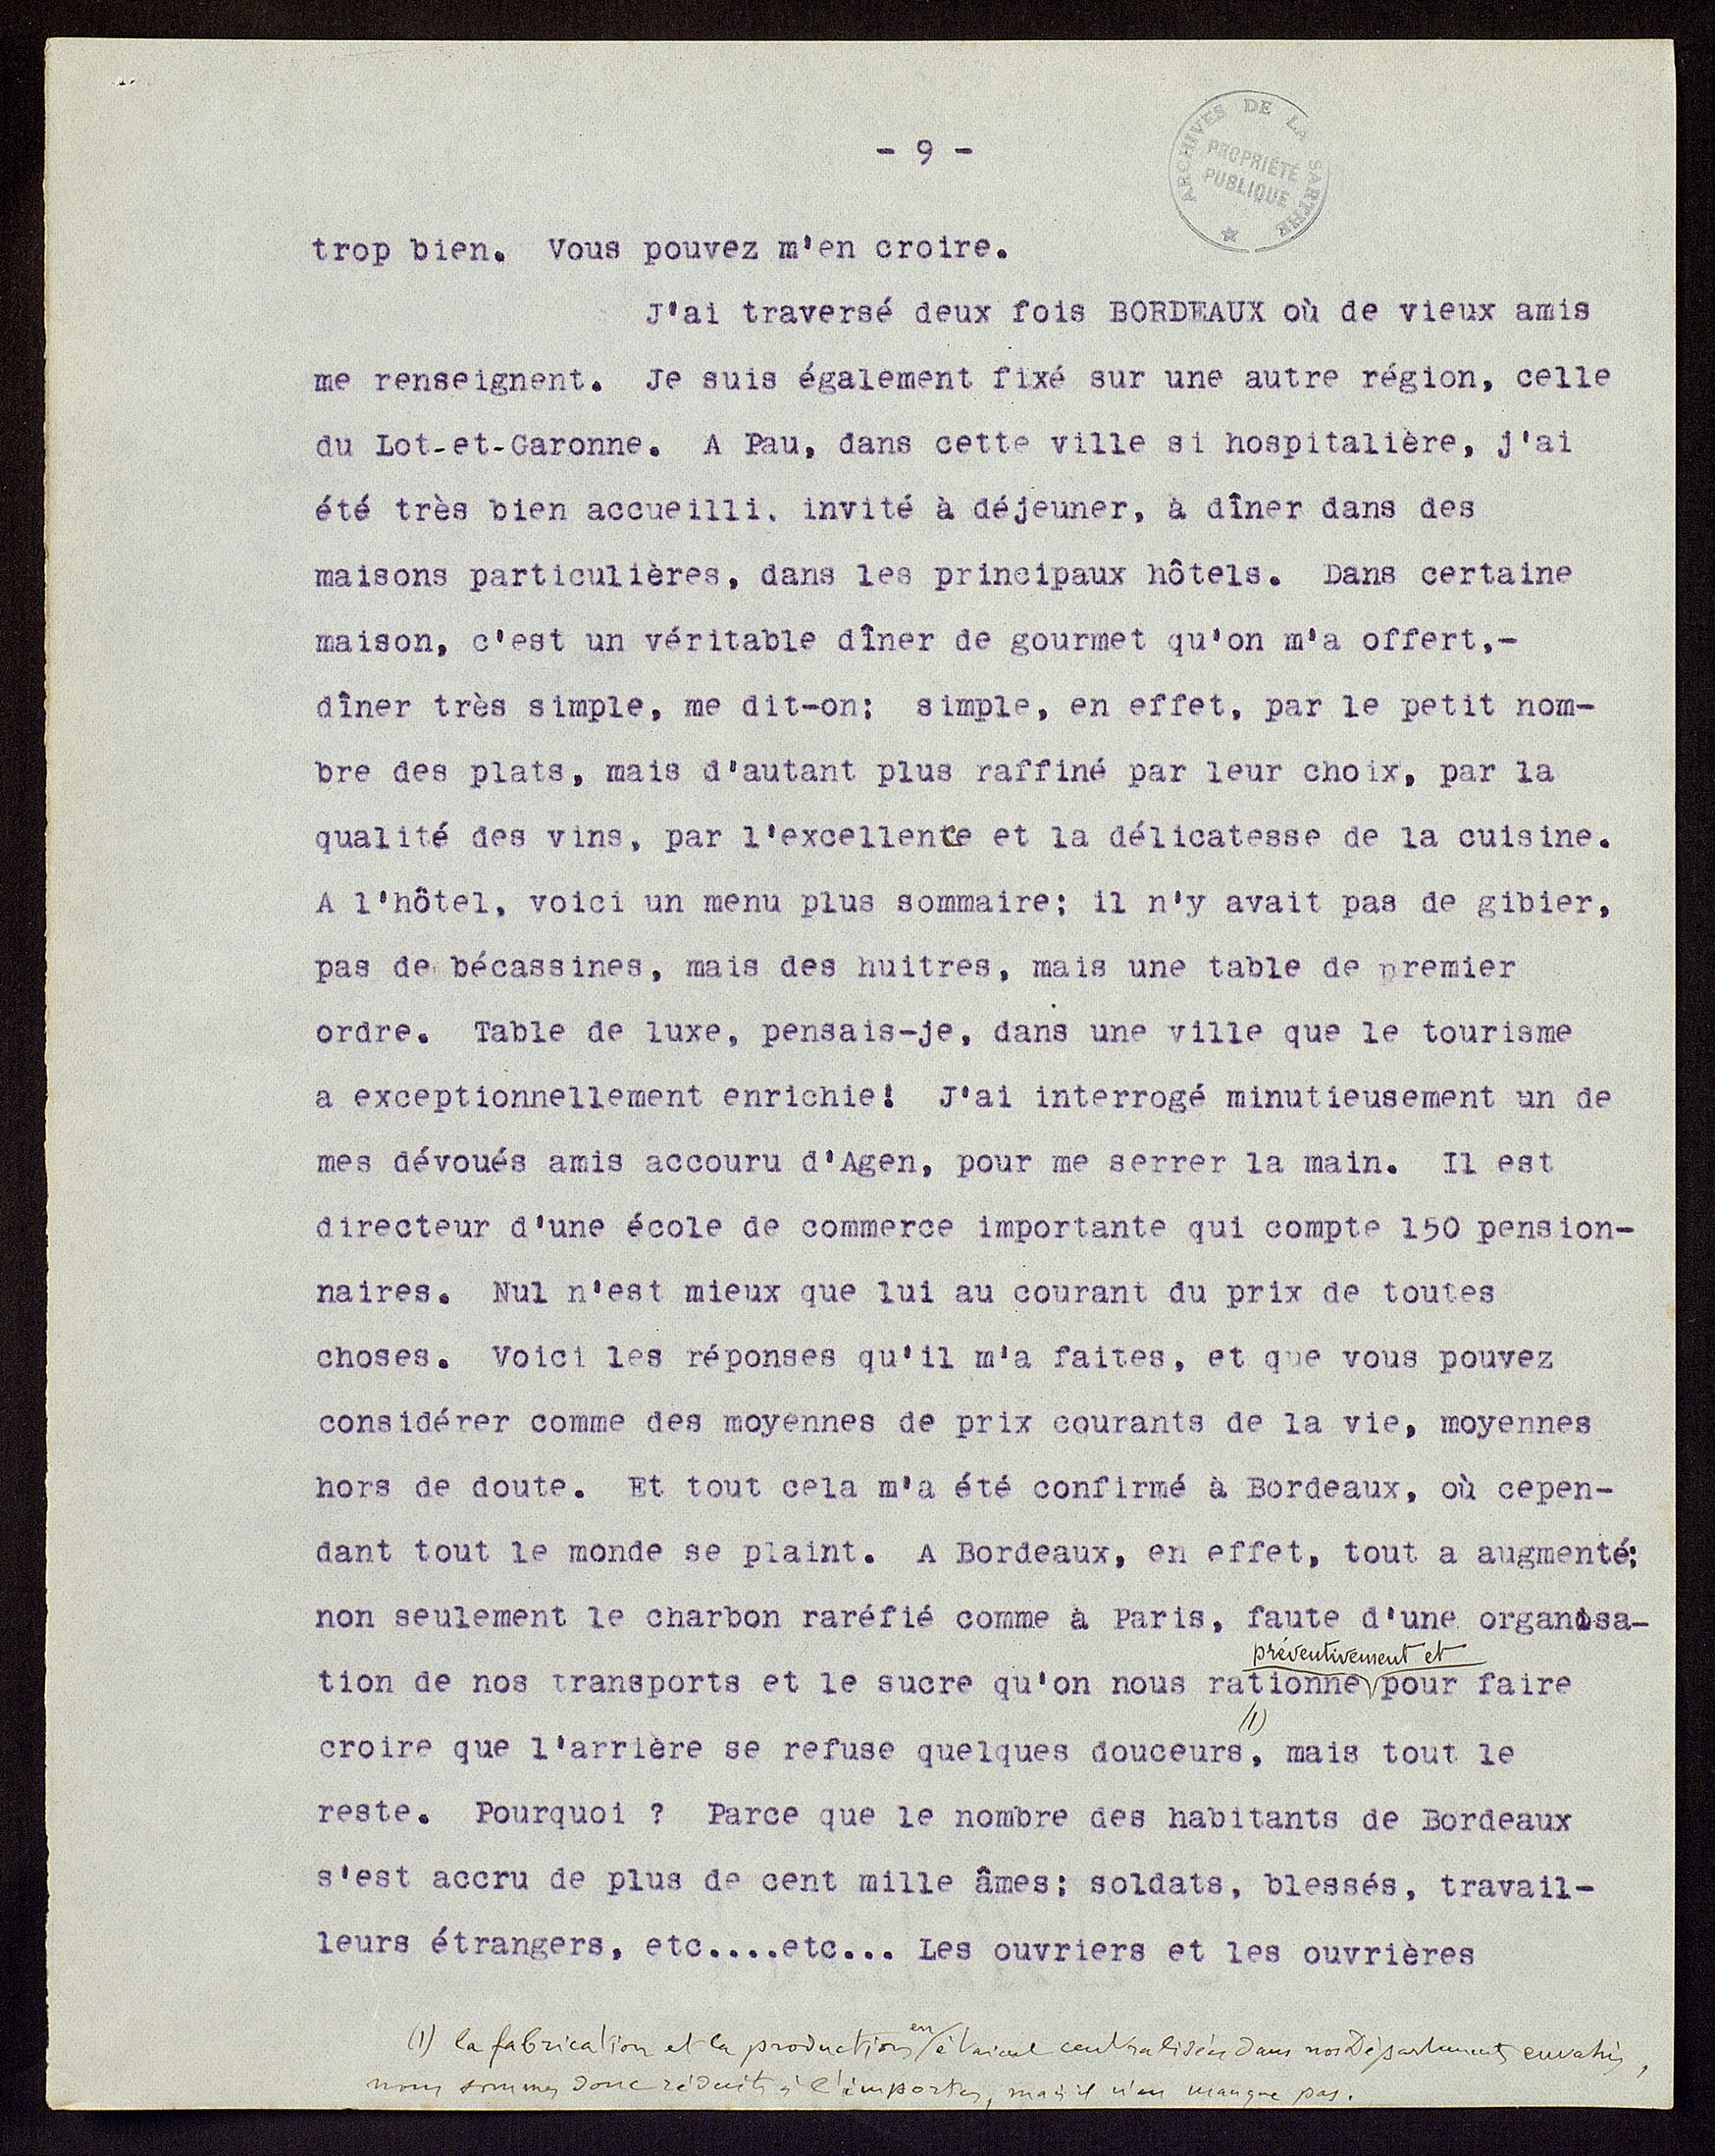 - 9 -
ARCHIVES DE LA SARTHE
PROPRIÉTÉ
PUBLIQUE
trop bien. Vous pouvez m'en croire.
J'ai traversé deux fois BORDEAUX où de vieux amis
me renseignent. Je suis également fixé sur une autre région, celle
du Lot-et-Garonne. A Pau, dans cette ville si hospitalière, j'ai
été très bien accueilli, invité à déjeuner, à dîner dans des
maisons particulières, dans les principaux hôtels. Dans certaine
maison, c'est un véritable dîner de gourmet qu'on m'a offert,-
dîner très simple, me dit-on; simple, en effet, par le petit nom-
bre des plats, mais d'autant plus raffiné par leur choix, par la
qualité des vins, par l'excellence et la délicatesse de la cuisine.
A l'hôtel, voici un menu plus sommaire; il n'y avait pas de gibier,
pas de bécassines, mais des huitres, mais une table de premier
ordre. Table de luxe, pensais-je, dans une ville que le tourisme
a exceptionnellement enrichie! J'ai interrogé minutieusement un de
mes dévoués amis accouru d'Agen, pour me serrer la main. Il est
directeur d'une école de commerce importante qui compte 150 pension-
naires. Nul n'est mieux que lui au courant du prix de toutes
choses. Voici les réponses qu'il m'a faites, et que vous pouvez
considérer comme des moyennes de prix courants de la vie, moyennes
hors de doute. Et tout cela m'a été confirmé à Bordeaux, où cepen-
dant tout le monde se plaint. A Bordeaux, en effet, tout a augmenté;
non seulement le charbon raréfié comme à Paris, faute d'une organisa-
préventivement et
tion de nos transports et le sucre qu'on nous rationne pour faire
(1)
croire que l'arrière se refuse quelques douceurs, mais tout le
reste. Pourquoi ? Parce que le nombre des habitants de Bordeaux
s'est accru de plus de cent mille âmes; soldats, blessés, travail-
leurs étrangers, etc....etc... Les ouvriers et les ouvrières
(1) la fabrication et la production en étaient centralisées dans nos Départements envahis,
nous sommes donc réduits à l'importer, mais il n'en manque pas.